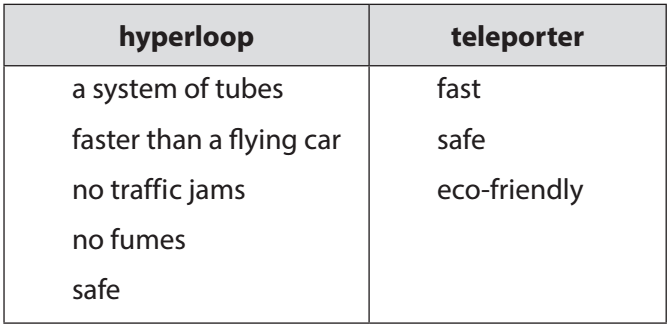 hyperloop teleporter
a system of tubes fast
faster than a flying car safe
no traffic jams eco-friendly
no fumes
safe